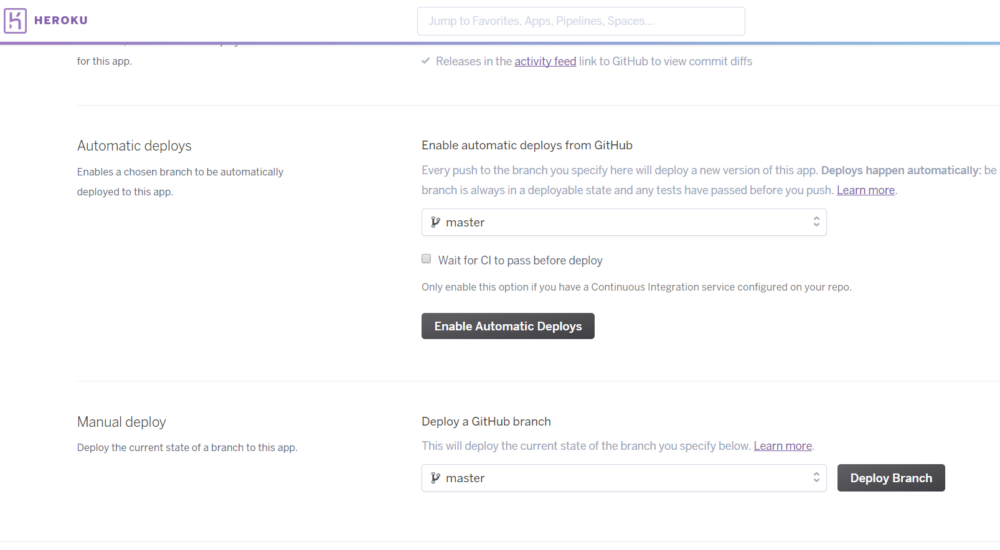 HEROKU
Jump to Favorites, Apps, Pipelines, Spaces...
for this app.
Releases in the activity feed link to GitHub to view commit diffs
Automatic deploys
Enables a chosen branch to be automatically
deployed to this app.
Enable automatic deploys from GitHub
Every push to the branch you specify here will deploy a new version of this app. Deploys happen automatically: be
branch is always in a deployable state and any tests have passed before you push. Learn more.
master
Wait for CI to pass before deploy
Only enable this option if you have a Continuous Integration service configured on your repo.
Enable Automatic Deploys
Manual deploy
Deploy the current state of a branch to this app.
Deploy a GitHub branch
This will deploy the current state of the branch you specify below. Learn more.
master
Deploy Branch